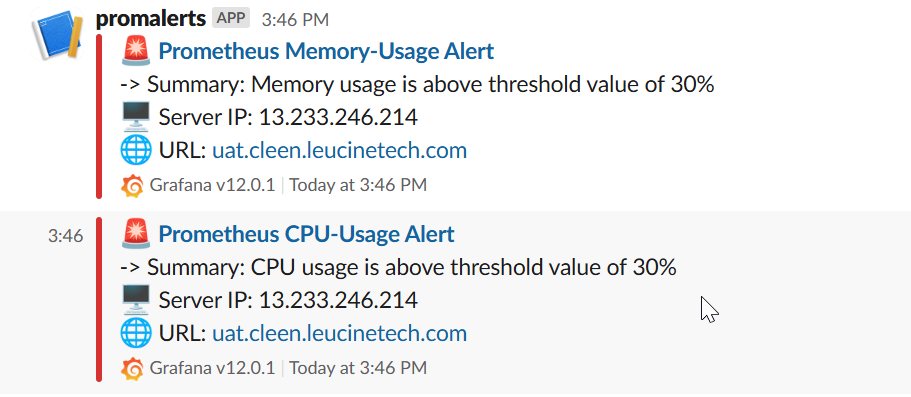 promalerts APP 3:46 PM
Prometheus Memory-Usage Alert
-> Summary: Memory usage is above threshold value of 30%
Server IP: 13.233.246.214
URL: uat.cleen.leucinetech.com
Grafana v12.0.1 | Today at 3:46 PM
3:46 Prometheus CPU-Usage Alert
-> Summary: CPU usage is above threshold value of 30%
Server IP: 13.233.246.214
URL: uat.cleen.leucinetech.com
Grafana v12.0.1 | Today at 3:46 PM